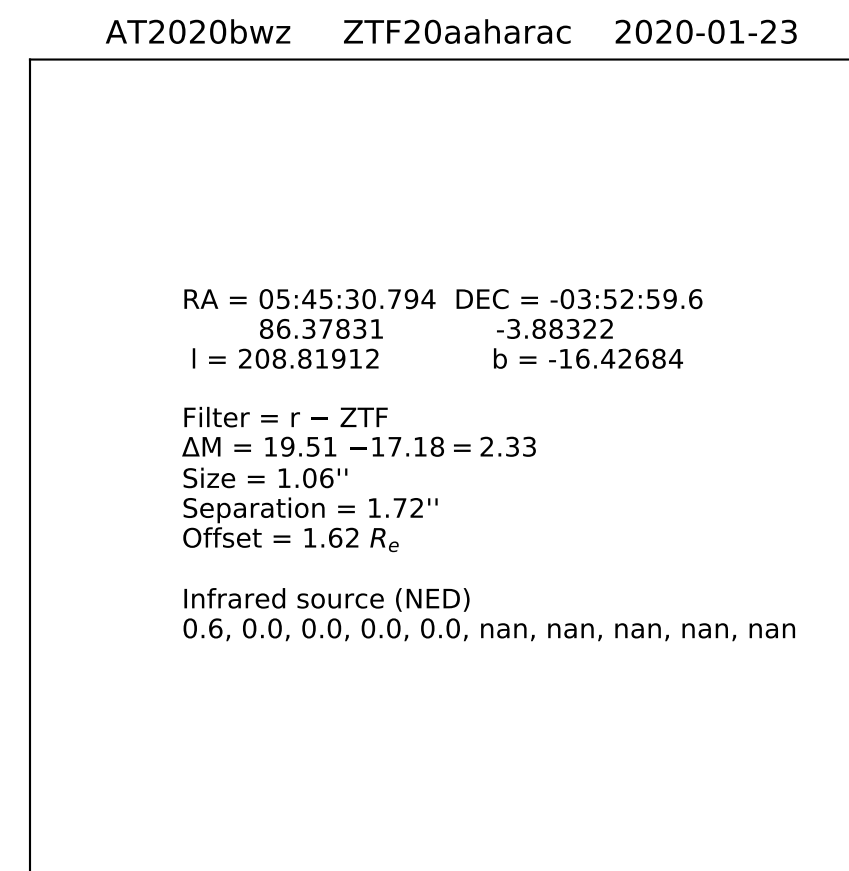 AT2020bwz ZTF20aaharac 2020-01-23
RA = 05:45:30.794 DEC = -03:52:59.6
86.37831 -3.88322
l = 208.81912 b = -16.42684
Filter = r − ZTF
ΔM = 19.51 −17.18 = 2.33
Size = 1.06''
Separation = 1.72''
Offset = 1.62 Re
Infrared source (NED)
0.6, 0.0, 0.0, 0.0, 0.0, nan, nan, nan, nan, nan